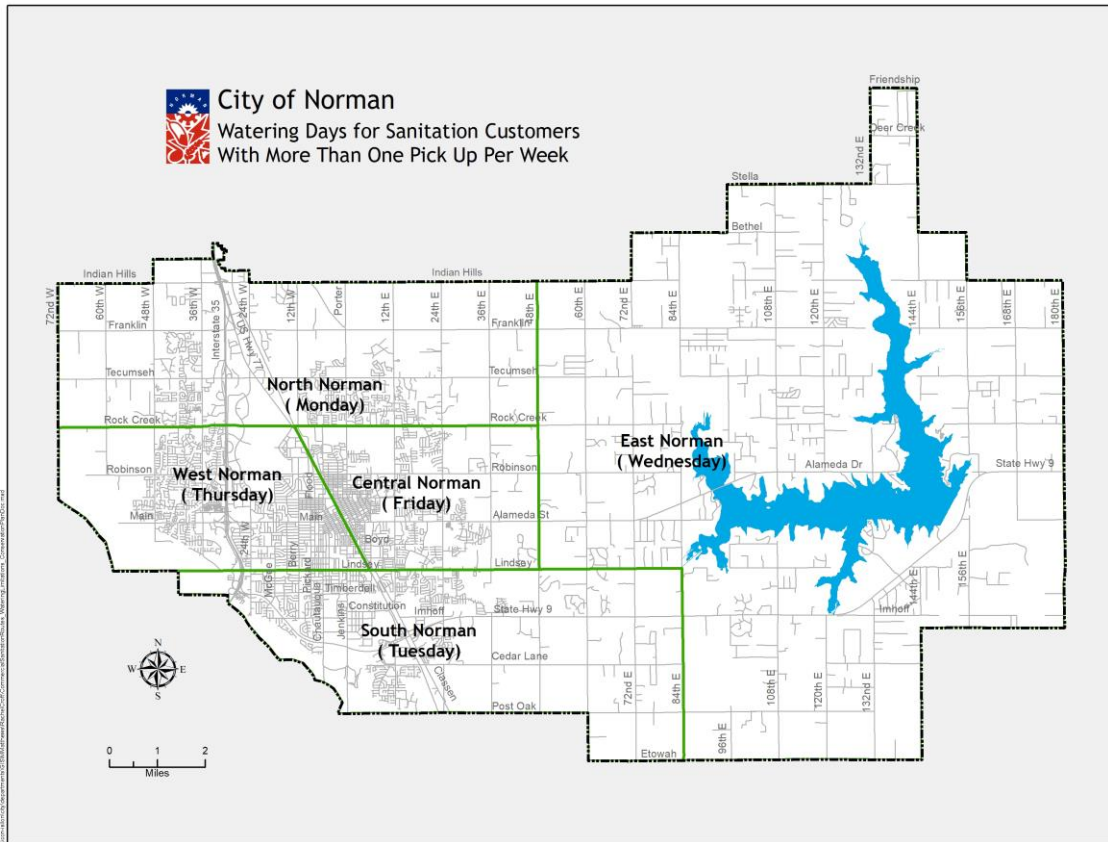 NORMAN
City of Norman
Watering Days for Sanitation Customers
With More Than One Pick Up Per Week
Friendship
Deer Creek
132nd E
Stella
Bethel
Indian Hills
Indian Hills
72nd W
60th W
48th W
36th W
Interstate 35
24th W
US Hwy 77
12th W
Porter
12th E
24th E
36th E
48th E
60th E
72nd E
84th E
108th E
120th E
144th E
156th E
168th E
180th E
Franklin
Franklin
Tecumseh
Tecumseh
North Norman
( Monday)
Rock Creek
Rock Creek
East Norman
( Wednesday)
Alameda Dr
State Hwy 9
Robinson
West Norman
( Thursday)
Central Norman
( Friday)
Robinson
Flood
Main
Main
Alameda St
24th W
Berry
Boyd
Lindsey
Lindsey
McGee
Pickard
Chautauqua
Timberdell
Jenkins
Constitution
Imhoff
State Hwy 9
156th E
144th E
Imhoff
South Norman
( Tuesday)
Cedar Lane
Classen
72nd E
84th E
108th E
120th E
132nd E
Post Oak
96th E
Etowah
N
W
E
S
0 1 2
Miles